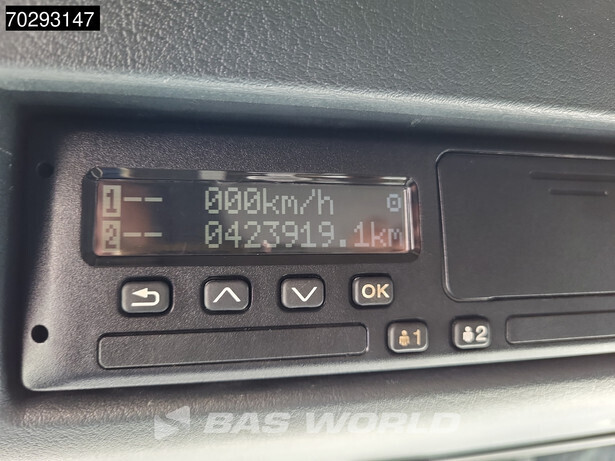 70293147
1 -- 000km/h
2 -- 0423919.1km
OK
1 2
BAS WORLD